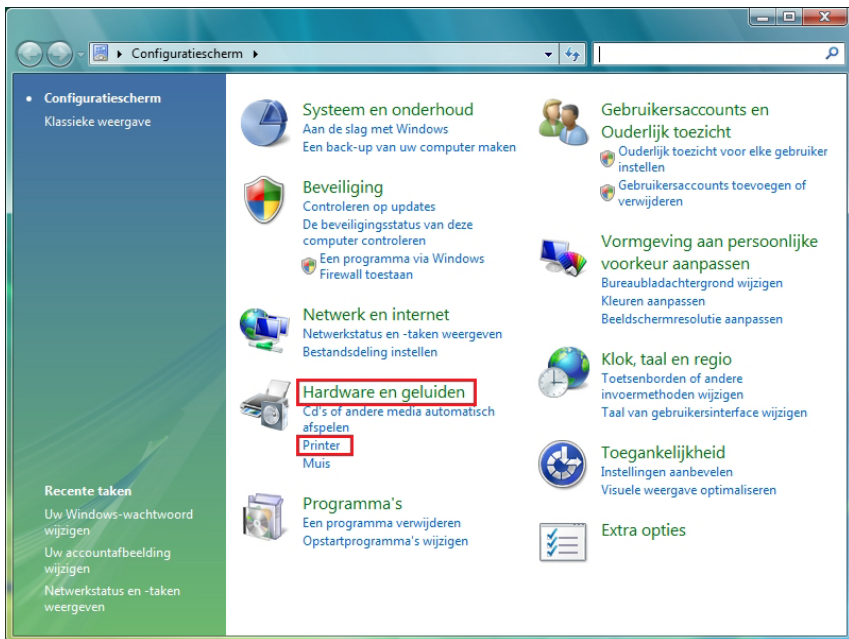 Configuratiescherm
Configuratiescherm
Klassieke weergave
Recente taken
Uw Windows-wachtwoord
wijzigen
Uw accountafbeelding
wijzigen
Netwerkstatus en -taken
weergeven
Systeem en onderhoud
Aan de slag met Windows
Een back-up van uw computer maken
Beveiliging
Controleren op updates
De beveiligingsstatus van deze
computer controleren
Een programma via Windows
Firewall toestaan
Netwerk en internet
Netwerkstatus en -taken weergeven
Bestandsdeling instellen
Hardware en geluiden
Cd's of andere media automatisch
afspelen
Printer
Muis
Programma's
Een programma verwijderen
Opstartprogramma's wijzigen
Gebruikersaccounts en
Ouderlijk toezicht
Ouderlijk toezicht voor elke gebruiker
instellen
Gebruikersaccounts toevoegen of
verwijderen
Vormgeving aan persoonlijke
voorkeur aanpassen
Bureaubladachtergrond wijzigen
Kleuren aanpassen
Beeldschermresolutie aanpassen
Klok, taal en regio
Toetsenborden of andere
invoermethoden wijzigen
Taal van gebruikersinterface wijzigen
Toegankelijkheid
Instellingen aanbevelen
Visuele weergave optimaliseren
Extra opties